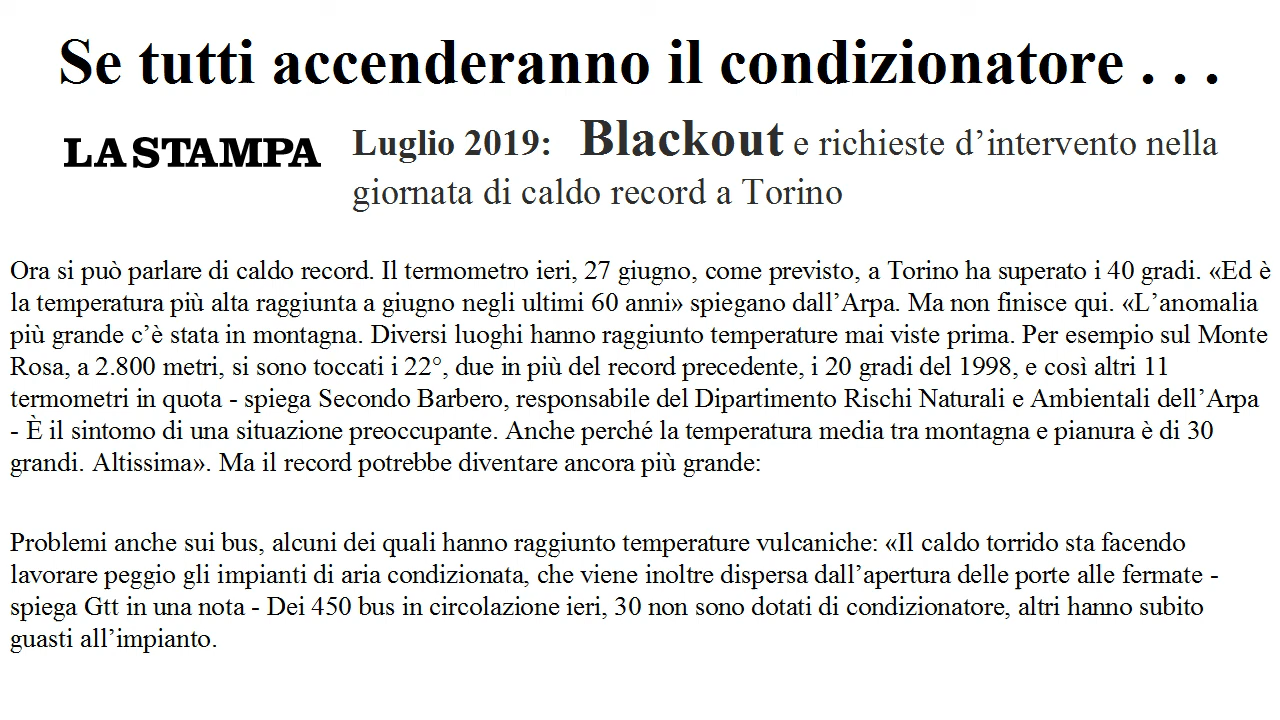 Se tutti accenderanno il condizionatore . . .
LA STAMPA
Luglio 2019: Blackout e richieste d’intervento nella
giornata di caldo record a Torino
Ora si può parlare di caldo record. Il termometro ieri, 27 giugno, come previsto, a Torino ha superato i 40 gradi. «Ed è
la temperatura più alta raggiunta a giugno negli ultimi 60 anni» spiegano dall’Arpa. Ma non finisce qui. «L’anomalia
più grande c’è stata in montagna. Diversi luoghi hanno raggiunto temperature mai viste prima. Per esempio sul Monte
Rosa, a 2.800 metri, si sono toccati i 22°, due in più del record precedente, i 20 gradi del 1998, e così altri 11
termometri in quota - spiega Secondo Barbero, responsabile del Dipartimento Rischi Naturali e Ambientali dell’Arpa
- È il sintomo di una situazione preoccupante. Anche perché la temperatura media tra montagna e pianura è di 30
grandi. Altissima». Ma il record potrebbe diventare ancora più grande:
Problemi anche sui bus, alcuni dei quali hanno raggiunto temperature vulcaniche: «Il caldo torrido sta facendo
lavorare peggio gli impianti di aria condizionata, che viene inoltre dispersa dall’apertura delle porte alle fermate -
spiega Gtt in una nota - Dei 450 bus in circolazione ieri, 30 non sono dotati di condizionatore, altri hanno subito
guasti all’impianto.